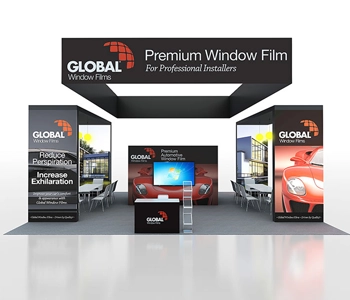 GLOBAL
Window Films
Premium Window Film
For Professional Installers
GLOBAL
Window Films
Reduce
Perspiration
Increase
Exhilaration
GLOBAL
Window Films
Premium
Automotive
Window Film
GLOBAL
GLOBAL
Window Films